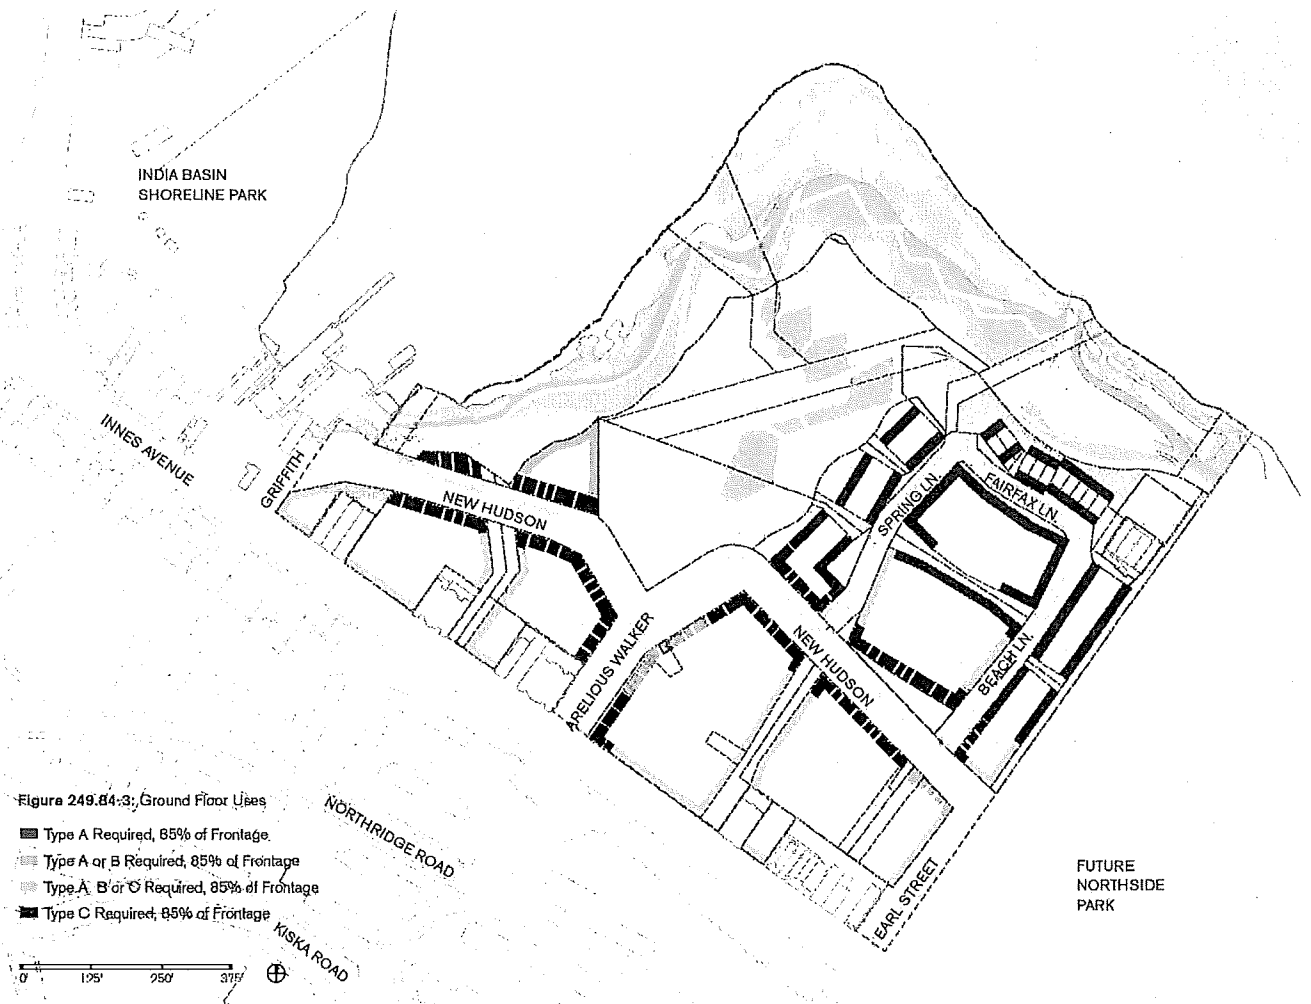 INDIA BASIN
SHORELINE PARK
INNES AVENUE
GRIFFITH
NEW HUDSON
SPRING LN.
FAIRFAX LN.
ARELIOUS WALKER
NEW HUDSON
BEACH LN.
Figure 249.84-3: Ground Floor Uses
Type A Required, 85% of Frontage
Type A or B Required, 85% of Frontage
Type A, B or C Required, 85% of Frontage
Type C Required, 85% of Frontage
NORTHRIDGE ROAD
KISKA ROAD
EARL STREET
FUTURE
NORTHSIDE
PARK
0' 125' 250' 375'